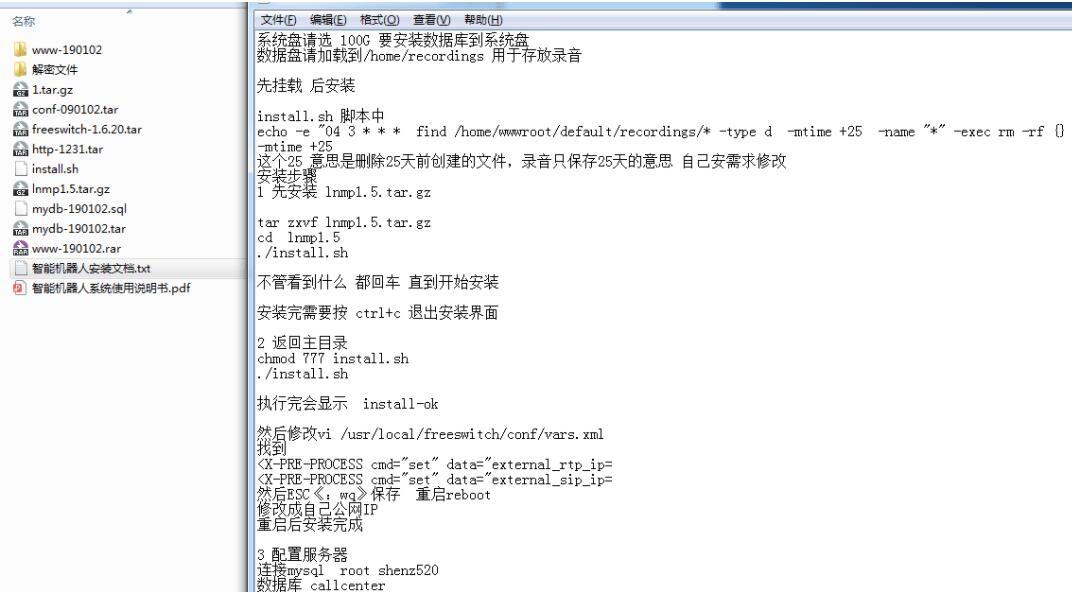 名称
www-190102
解密文件
1.tar.gz
conf-090102.tar
freeswitch-1.6.20.tar
http-1231.tar
install.sh
lnmp1.5.tar.gz
mydb-190102.sql
mydb-190102.tar
www-190102.rar
智能机器人安装文档.txt
智能机器人系统使用说明书.pdf
文件(F) 编辑(E) 格式(O) 查看(V) 帮助(H)
系统盘请选 100G 要安装数据库到系统盘
数据盘请加载到/home/recordings 用于存放录音
先挂载 后安装
install.sh 脚本中
echo -e "04 3 * * * find /home/wwwroot/default/recordings/* -type d -mtime +25 -name "*" -exec rm -rf {}
-mtime +25
这个25 意思是删除25天前创建的文件，录音只保存25天的意思 自己安需求修改
安装步骤
1 先安装 lnmp1.5.tar.gz
tar zxvf lnmp1.5.tar.gz
cd lnmp1.5
./install.sh
不管看到什么 都回车 直到开始安装
安装完需要按 ctrl+c 退出安装界面
2 返回主目录
chmod 777 install.sh
./install.sh
执行完会显示 install-ok
然后修改vi /usr/local/freeswitch/conf/vars.xml
找到
<X-PRE-PROCESS cmd="set" data="external_rtp_ip=
<X-PRE-PROCESS cmd="set" data="external_sip_ip=
然后ESC《：wq》保存 重启reboot
修改成自己公网IP
重启后安装完成
3 配置服务器
连接mysql root shenz520
数据库 callcenter